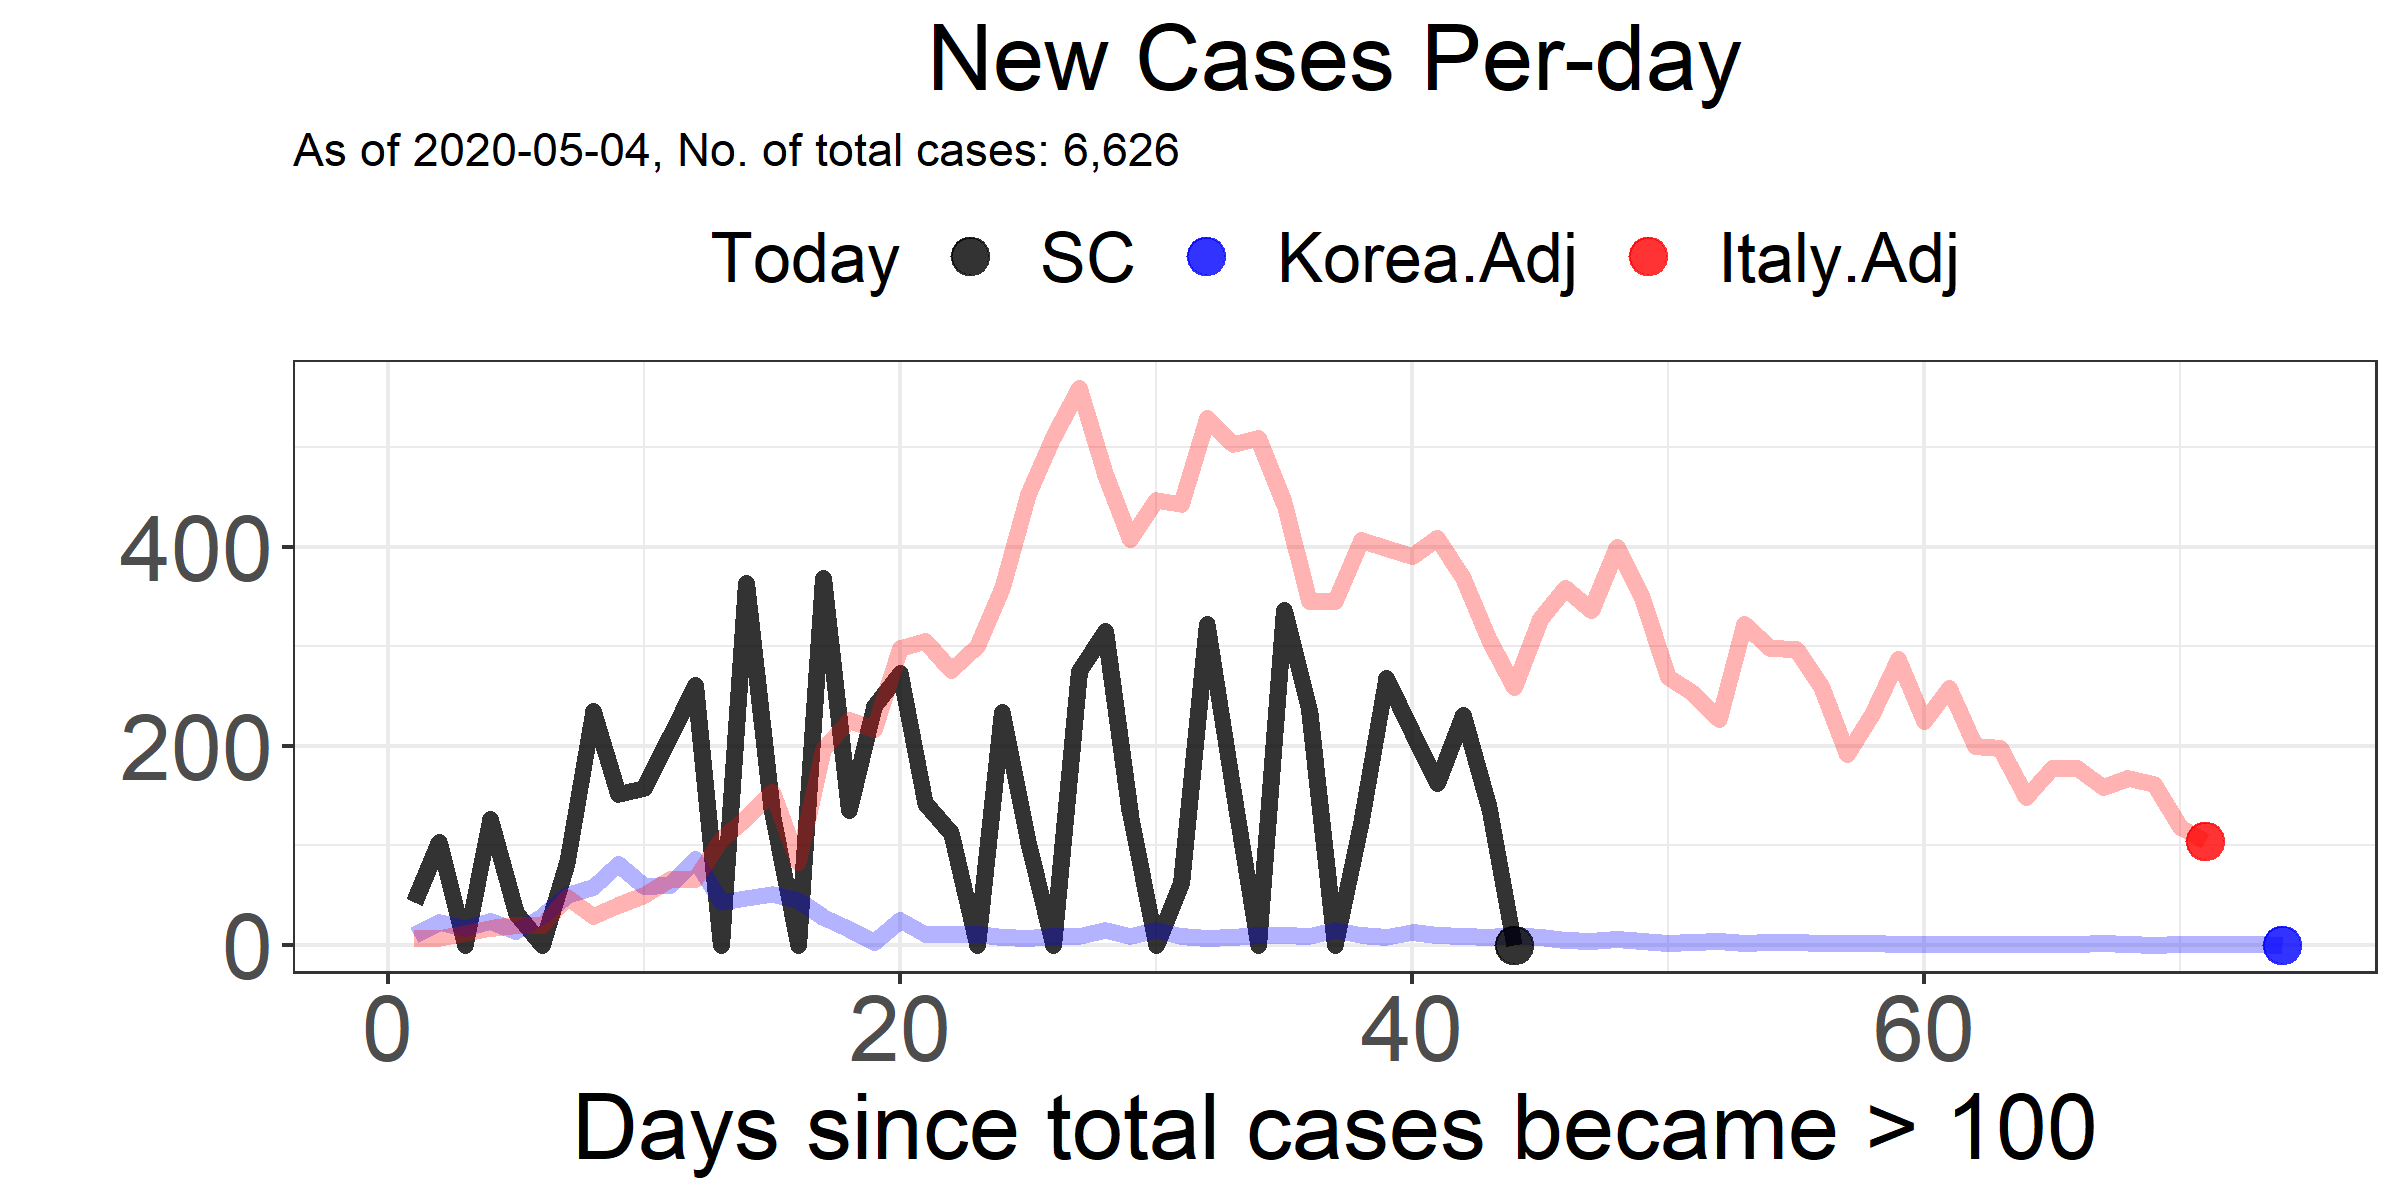 New Cases Per-day
As of 2020-05-04, No. of total cases: 6,626
Today SC Korea.Adj Italy.Adj
400
200
0
0 20 40 60
Days since total cases became > 100